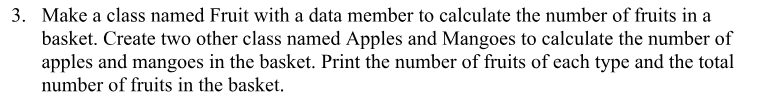 3. Make a class named Fruit with a data member to calculate the number of fruits in a
basket. Create two other class named Apples and Mangoes to calculate the number of
apples and mangoes in the basket. Print the number of fruits of each type and the total
number of fruits in the basket.